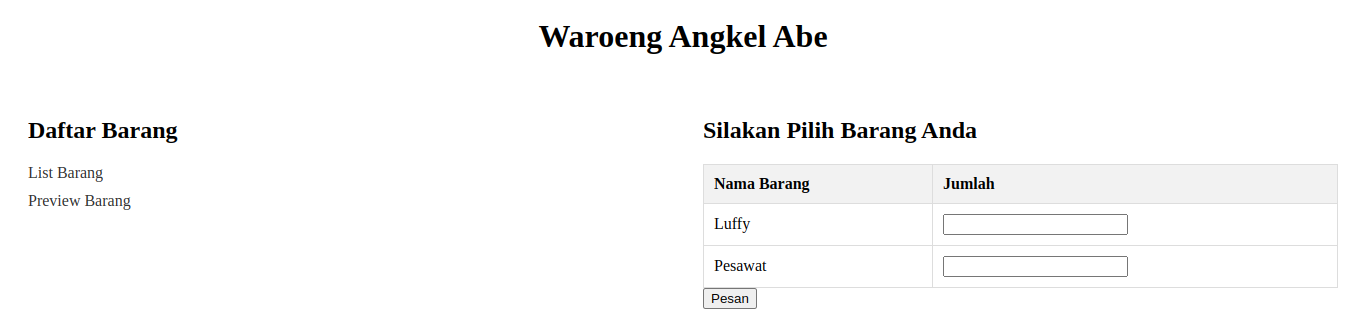 Waroeng Angkel Abe
Daftar Barang
List Barang
Preview Barang
Silakan Pilih Barang Anda
Nama Barang Jumlah
Luffy
Pesawat
Pesan